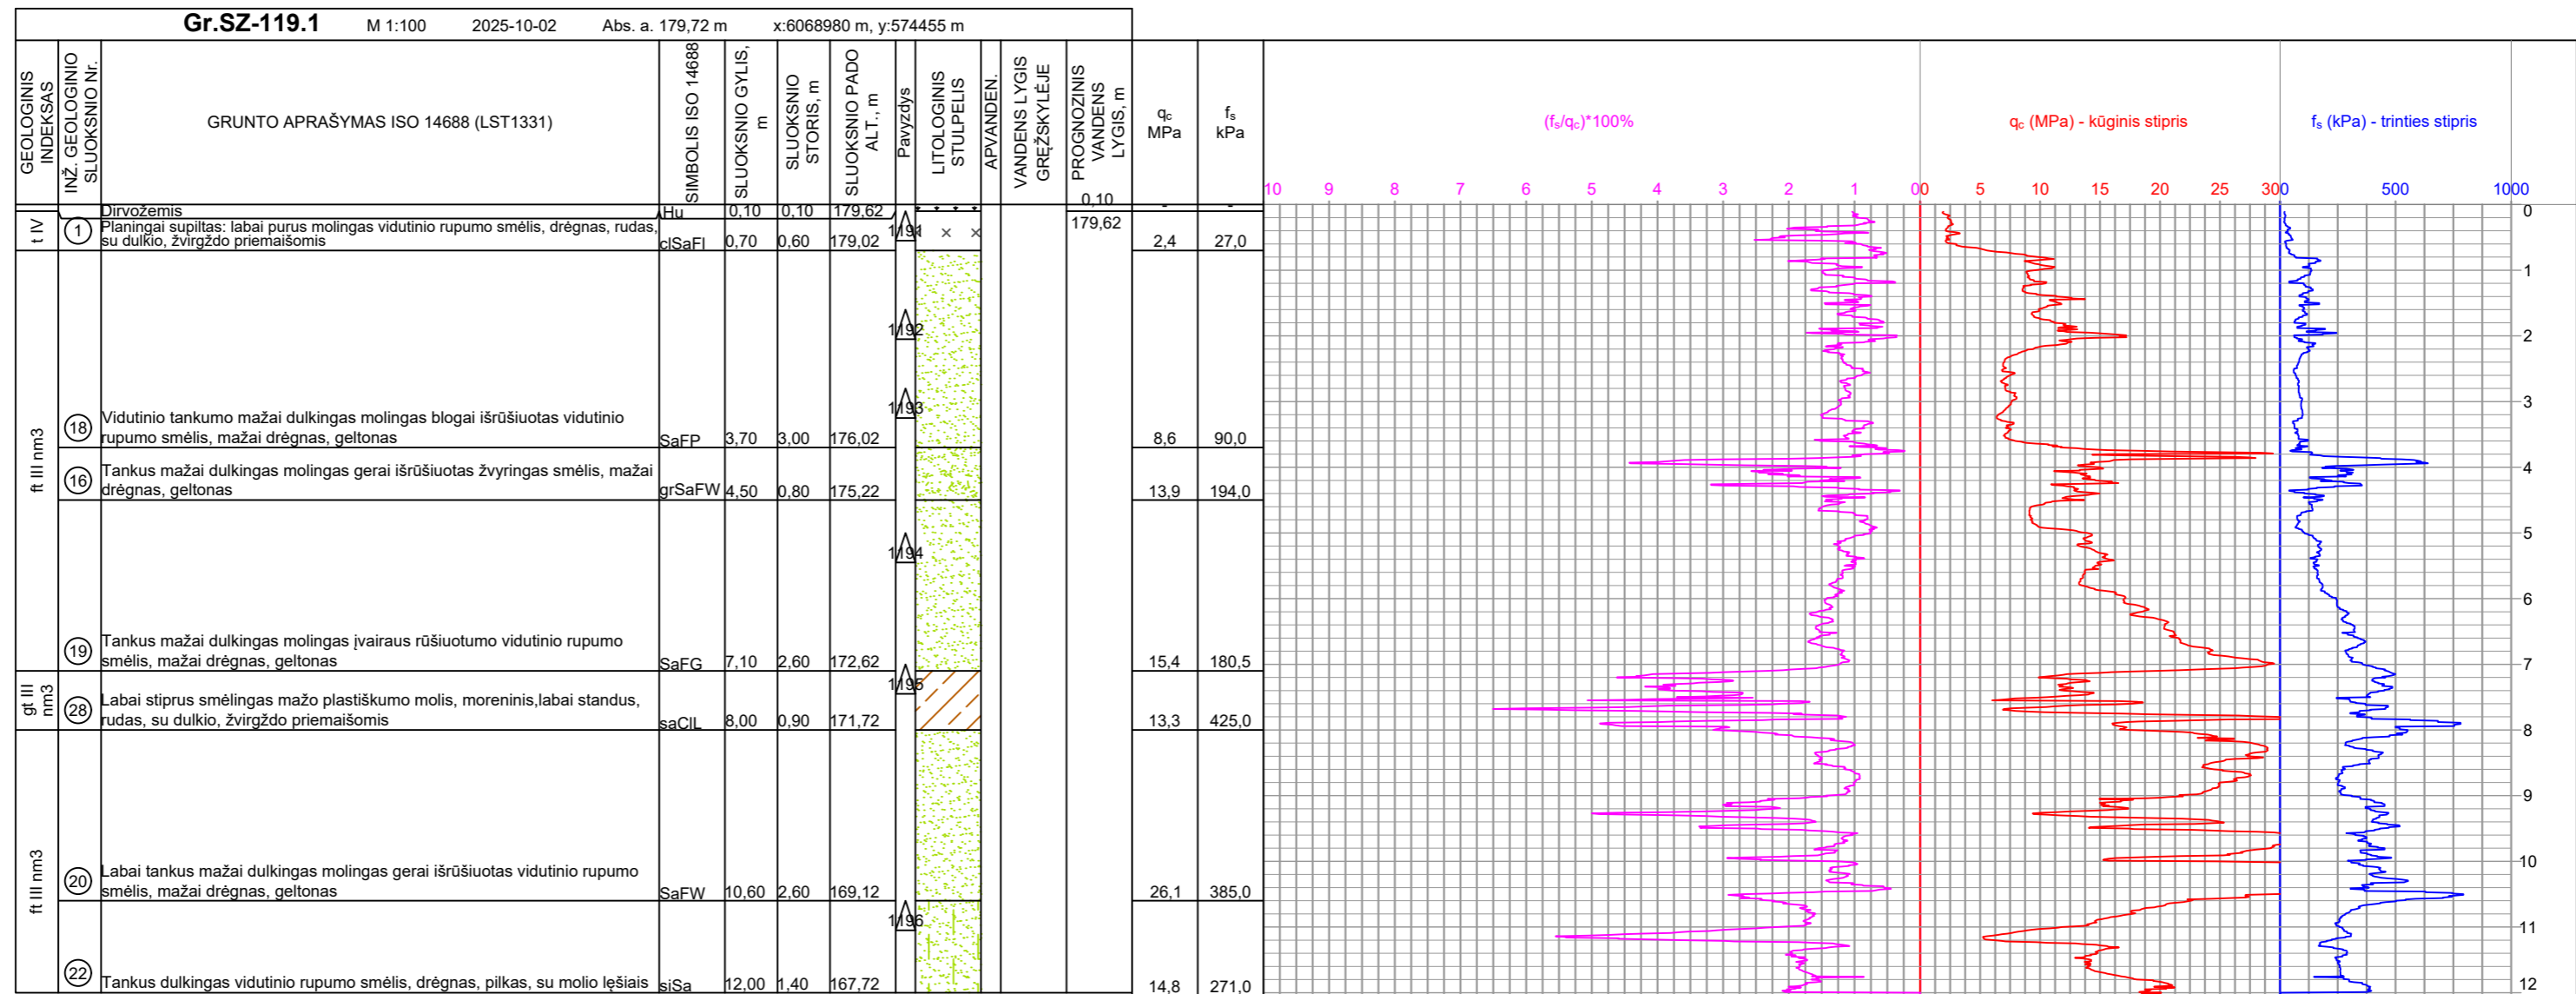 Gr.SZ-119.1 M 1:100 2025-10-02 Abs. a. 179,72 m x:6068980 m, y:574455 m
GEOLOGINIS
INDEKSAS
INŽ. GEOLOGINIO
SLUOKSNIO Nr.
GRUNTO APRAŠYMAS ISO 14688 (LST1331)
SIMBOLIS ISO 14688
SLUOKSNIO GYLIS,
m
SLUOKSNIO
STORIS, m
SLUOKSNIO PADO
ALT., m
Pavyzdys
LITOLOGINIS
STULPELIS
APVANDEN.
VANDENS LYGIS
GRĘŽSKYLĖJE
PROGNOZINIS
VANDENS
LYGIS, m
qc
MPa
fs
kPa
(fs/qc)*100%
qc (MPa) - kūginis stipris
fs (kPa) - trinties stipris
10 9 8 7 6 5 4 3 2 1 0
0 5 10 15 20 25 30
0 500 1000
0,10
179,62
Dirvožemis Hu 0,10 0,10 179,62 - -
t IV
1
Planingai supiltas: labai purus molingas vidutinio rupumo smėlis, drėgnas, rudas,
su dulkio, žvirgždo priemaišomis clSaFI 0,70 0,60 179,02 2,4 27,0
1191
1192
1193
ft III nm3
18
Vidutinio tankumo mažai dulkingas molingas blogai išrūšiuotas vidutinio
rupumo smėlis, mažai drėgnas, geltonas SaFP 3,70 3,00 176,02 8,6 90,0
16
Tankus mažai dulkingas molingas gerai išrūšiuotas žvyringas smėlis, mažai
drėgnas, geltonas grSaFW 4,50 0,80 175,22 13,9 194,0
1194
19
Tankus mažai dulkingas molingas įvairaus rūšiuotumo vidutinio rupumo
smėlis, mažai drėgnas, geltonas SaFG 7,10 2,60 172,62 15,4 180,5
1195
gt III
nm3
28
Labai stiprus smėlingas mažo plastiškumo molis, moreninis,labai standus,
rudas, su dulkio, žvirgždo priemaišomis saClL 8,00 0,90 171,72 13,3 425,0
ft III nm3
20
Labai tankus mažai dulkingas molingas gerai išrūšiuotas vidutinio rupumo
smėlis, mažai drėgnas, geltonas SaFW 10,60 2,60 169,12 26,1 385,0
1196
22
Tankus dulkingas vidutinio rupumo smėlis, drėgnas, pilkas, su molio lęšiais siSa 12,00 1,40 167,72 14,8 271,0
0
1
2
3
4
5
6
7
8
9
10
11
12